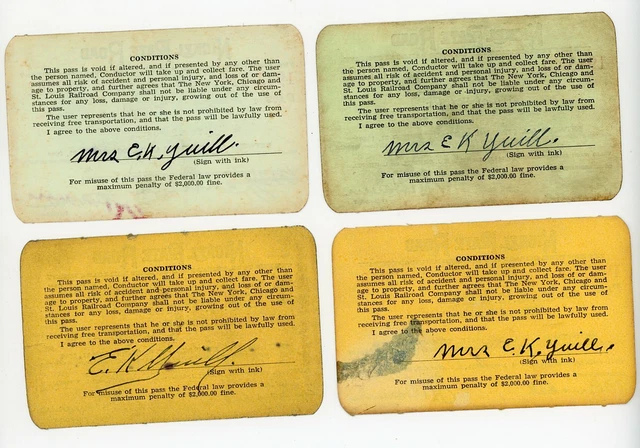 CONDITIONS
This pass is void if altered, and if presented by any other than
the person named, Conductor will take up and collect fare. The user
assumes all risk of accident and personal injury, and loss of or dam-
age to property, and further agrees that The New York, Chicago and
St. Louis Railroad Company shall not be liable under any circum-
stances for any loss, damage or injury, growing out of the use of
this pass.
The user represents that he or she is not prohibited by law from
receiving free transportation, and that the pass will be lawfully used.
I agree to the above conditions.
Mrs E. K. Quill.
(Sign with ink)
For misuse of this pass the Federal law provides a
maximum penalty of $2,000.00 fine.
CONDITIONS
This pass is void if altered, and if presented by any other than
the person named, Conductor will take up and collect fare. The user
assumes all risk of accident and personal injury, and loss of or dam-
age to property, and further agrees that The New York, Chicago and
St. Louis Railroad Company shall not be liable under any circum-
stances for any loss, damage or injury, growing out of the use of
this pass.
The user represents that he or she is not prohibited by law from
receiving free transportation, and that the pass will be lawfully used.
I agree to the above conditions.
Mrs E K Quill.
(Sign with ink)
For misuse of this pass the Federal law provides a
maximum penalty of $2,000.00 fine.
CONDITIONS
This pass is void if altered, and if presented by any other than
the person named, Conductor will take up and collect fare. The user
assumes all risk of accident and personal injury, and loss of or dam-
age to property, and further agrees that The New York, Chicago and
St. Louis Railroad Company shall not be liable under any circum-
stances for any loss, damage or injury, growing out of the use of
this pass.
The user represents that he or she is not prohibited by law from
receiving free transportation, and that the pass will be lawfully used.
I agree to the above conditions.
E. K. Quill
(Sign with ink)
For misuse of this pass the Federal law provides a
maximum penalty of $2,000.00 fine.
CONDITIONS
This pass is void if altered, and if presented by any other than
the person named, Conductor will take up and collect fare. The user
assumes all risk of accident and personal injury, and loss of or dam-
age to property, and further agrees that The New York, Chicago and
St. Louis Railroad Company shall not be liable under any circum-
stances for any loss, damage or injury, growing out of the use of
this pass.
The user represents that he or she is not prohibited by law from
receiving free transportation, and that the pass will be lawfully used.
I agree to the above conditions.
Mrs E. K. Quill.
(Sign with ink)
For misuse of this pass the Federal law provides a
maximum penalty of $2,000.00 fine.